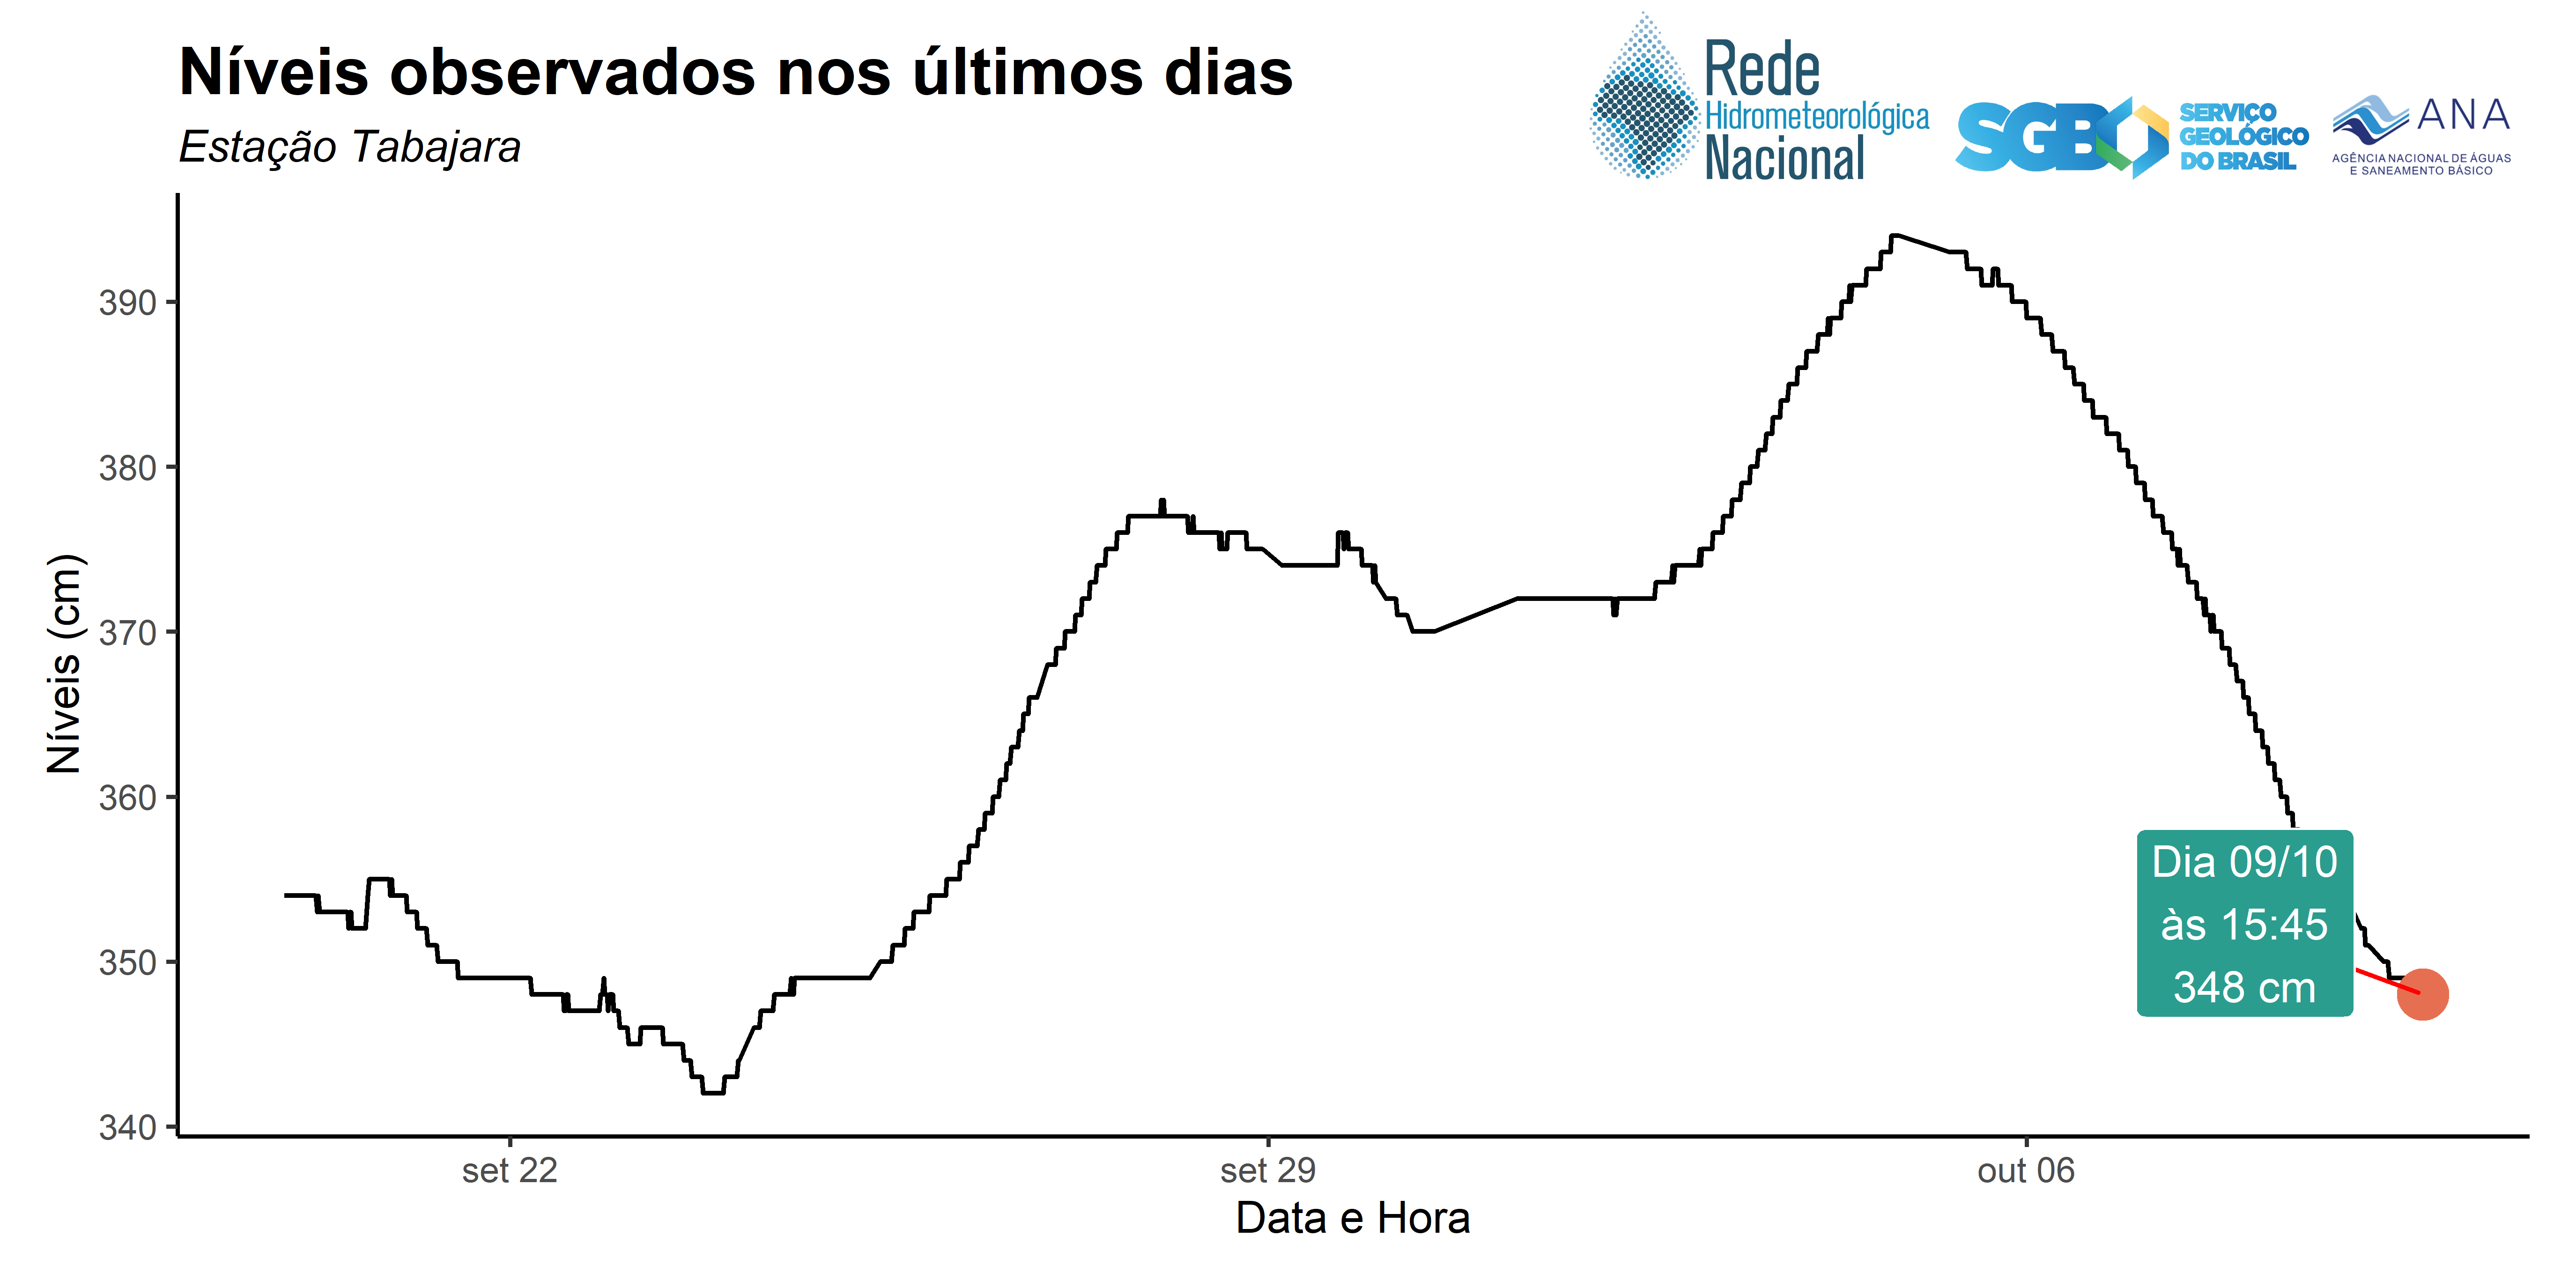 Níveis observados nos últimos dias
Estação Tabajara
Rede
Hidrometeorológica
Nacional
SGB
SERVIÇO
GEOLÓGICO
DO BRASIL
ANA
AGÊNCIA NACIONAL DE ÁGUAS
E SANEAMENTO BÁSICO
Níveis (cm)
390
380
370
360
350
340
Dia 09/10
às 15:45
348 cm
set 22
set 29
out 06
Data e Hora